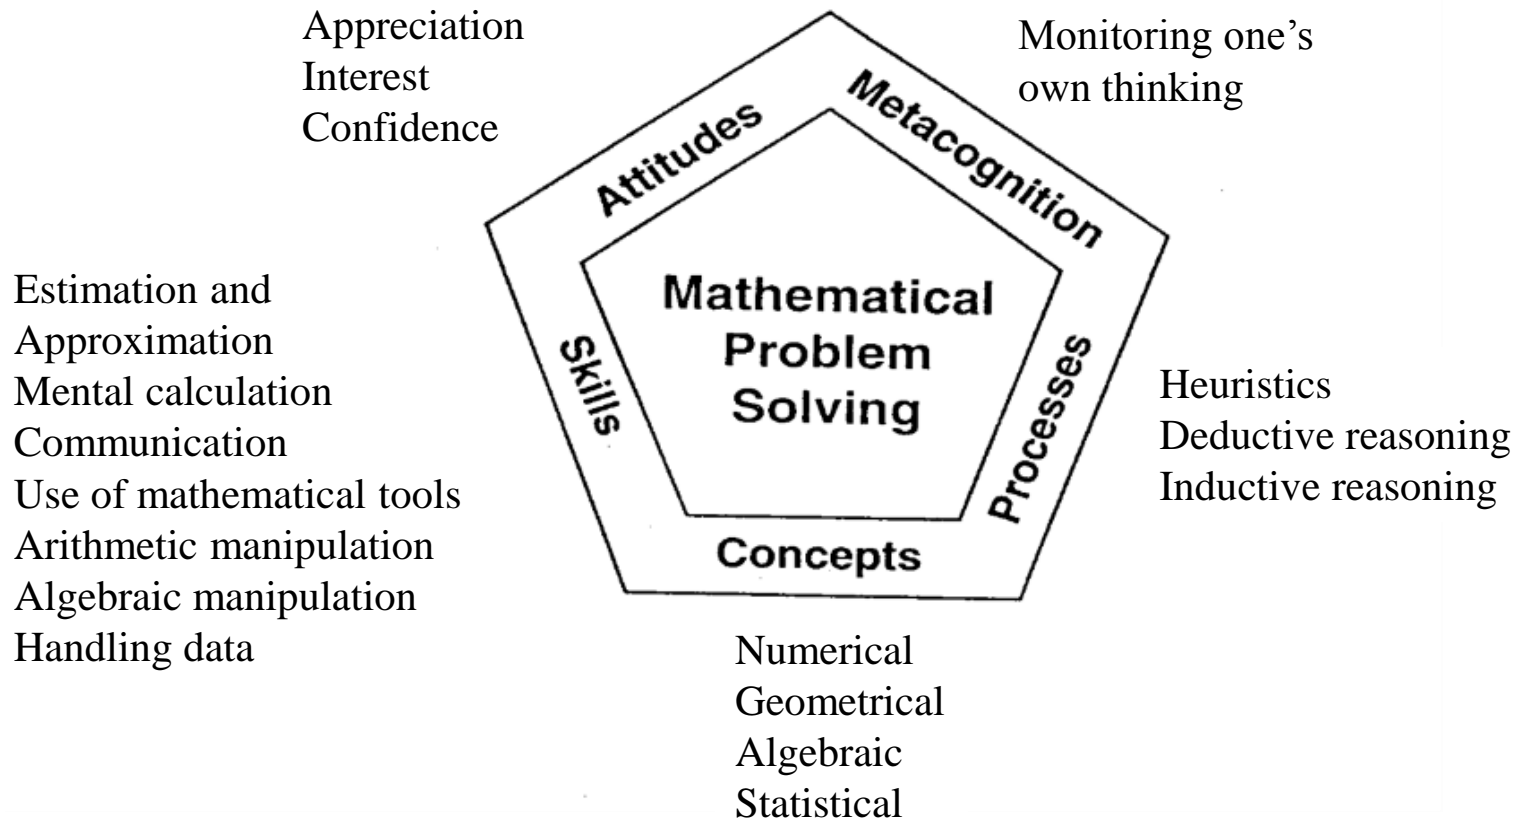 Appreciation
Interest
Confidence
Monitoring one’s
own thinking
Attitudes
Metacognition
Mathematical
Problem
Solving
Skills
Processes
Concepts
Estimation and
Approximation
Mental calculation
Communication
Use of mathematical tools
Arithmetic manipulation
Algebraic manipulation
Handling data
Heuristics
Deductive reasoning
Inductive reasoning
Numerical
Geometrical
Algebraic
Statistical